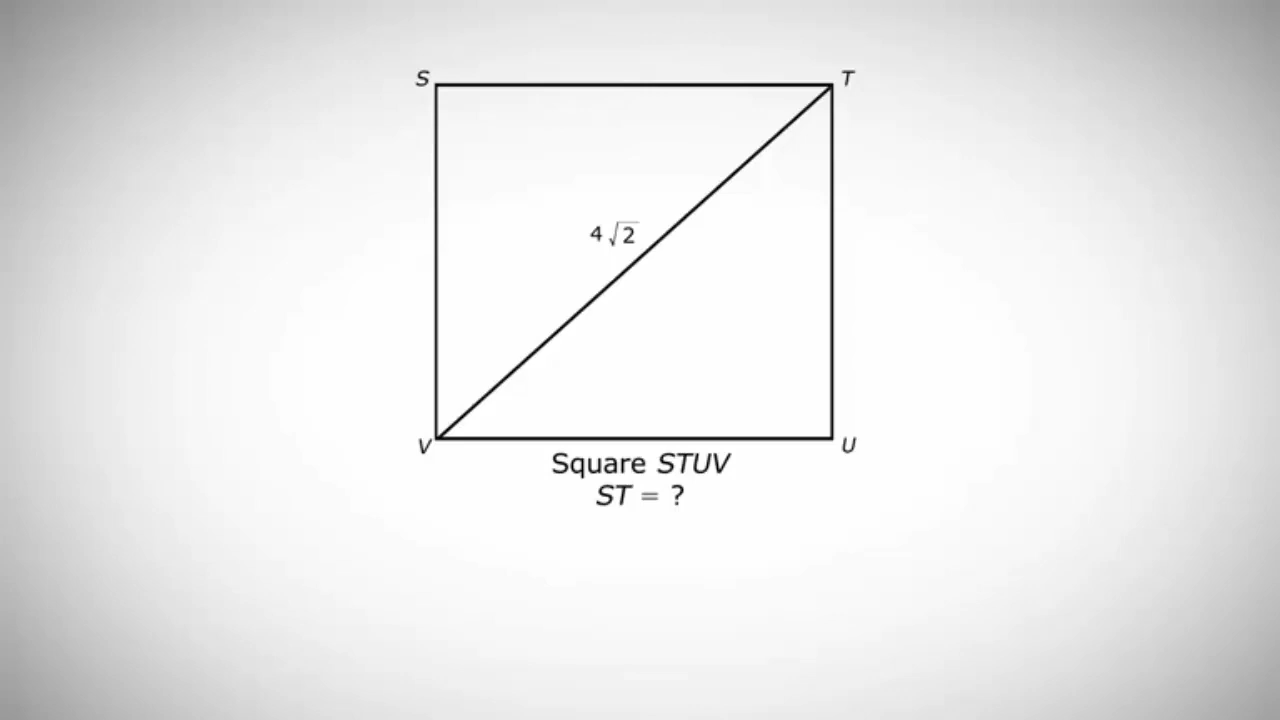 S
T
4√2
V
U
Square STUV
ST = ?